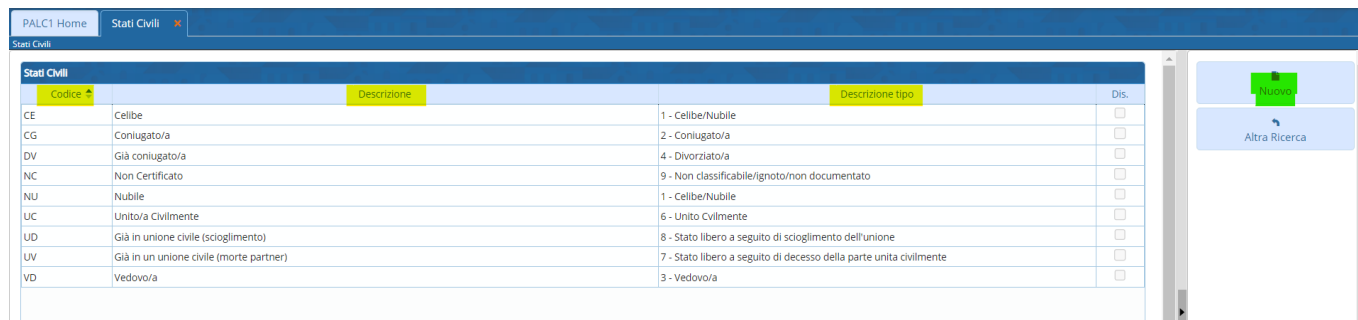 PALC1 Home Stati Civili
Stati Civili
Stati Civili
Codice Descrizione Descrizione tipo Dis.
CE Celibe 1 - Celibe/Nubile
CG Coniugato/a 2 - Coniugato/a
DV Già coniugato/a 4 - Divorziato/a
NC Non Certificato 9 - Non classificabile/ignoto/non documentato
NU Nubile 1 - Celibe/Nubile
UC Unito/a Civilmente 6 - Unito Cvilmente
UD Già in unione civile (scioglimento) 8 - Stato libero a seguito di scioglimento dell'unione
UV Già in un unione civile (morte partner) 7 - Stato libero a seguito di decesso della parte unita civilmente
VD Vedovo/a 3 - Vedovo/a
Nuovo
Altra Ricerca